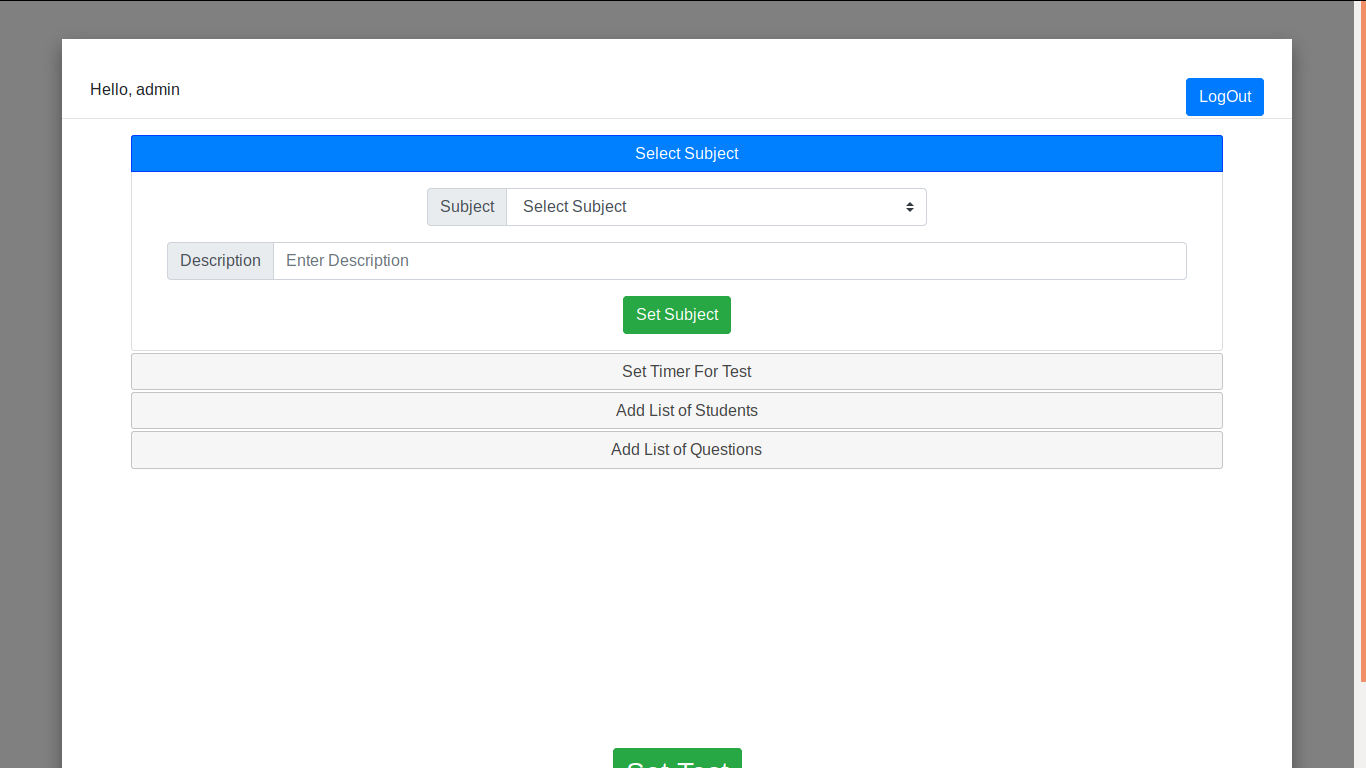 Hello, admin
LogOut
Select Subject
Subject Select Subject
Description Enter Description
Set Subject
Set Timer For Test
Add List of Students
Add List of Questions
Set Test